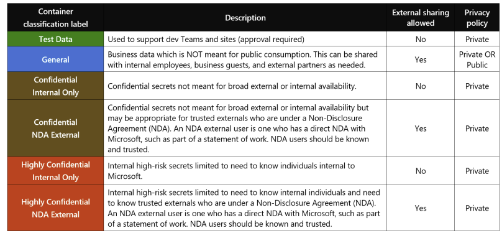 Container
classification label
Description
External sharing
allowed
Privacy
policy
Test Data
Used to support dev Teams and sites (approval required)
No
Private
General
Business data which is NOT meant for public consumption. This can be shared
with internal employees, business guests, and external partners as needed.
Yes
Private OR
Public
Confidential
Internal Only
Confidential secrets not meant for broad external or internal availability.
No
Private
Confidential
NDA External
Confidential secrets not meant for broad external or internal availability but
may be appropriate for trusted externals who are under a Non-Disclosure
Agreement (NDA). An NDA external user is one who has a direct NDA with
Microsoft, such as part of a statement of work. NDA users should be known
and trusted.
Yes
Private
Highly Confidential
Internal Only
Internal high-risk secrets limited to need to know individuals internal to
Microsoft.
No
Private
Highly Confidential
NDA External
Internal high-risk secrets limited to need to know internal individuals and need
to know trusted externals who are under a Non-Disclosure Agreement (NDA).
An NDA external user is one who has a direct NDA with Microsoft, such as part
of a statement of work. NDA users should be known and trusted.
Yes
Private